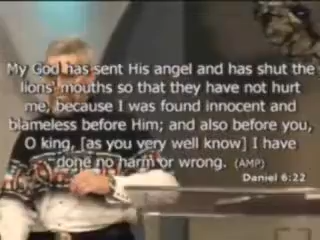 My God has sent His angel and has shut the
lions' mouths so that they have not hurt
me, because I was found innocent and
blameless before Him; and also before you,
O king, [as you very well know] I have
done no harm or wrong. (AMP)
Daniel 6:22